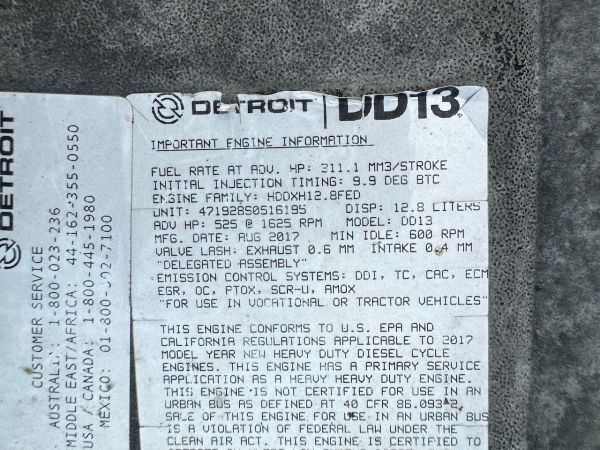 DETROIT | DD13
IMPORTANT ENGINE INFORMATION
FUEL RATE AT ADV. HP: 311.1 MM3/STROKE
INITIAL INJECTION TIMING: 9.9 DEG BTC
ENGINE FAMILY: HDDXH12.8FED
UNIT: 471928S0516195 DISP: 12.8 LITERS
ADV HP: 525 @ 1625 RPM MODEL: DD13
MFG. DATE: AUG 2017 MIN IDLE: 600 RPM
VALVE LASH: EXHAUST 0.6 MM INTAKE 0.4 MM
"DELEGATED ASSEMBLY"
EMISSION CONTROL SYSTEMS: DDI, TC, CAC, ECM
EGR, OC, PTOX, SCR-U, AMOX
"FOR USE IN VOCATIONAL OR TRACTOR VEHICLES"
THIS ENGINE CONFORMS TO U.S. EPA AND
CALIFORNIA REGULATIONS APPLICABLE TO 2017
MODEL YEAR NEW HEAVY DUTY DIESEL CYCLE
ENGINES. THIS ENGINE HAS A PRIMARY SERVICE
APPLICATION AS A HEAVY HEAVY DUTY ENGINE.
THIS ENGINE IS NOT CERTIFIED FOR USE IN AN
URBAN BUS AS DEFINED AT 40 CFR
SALE OF THIS ENGINE FOR USE IN AN URBAN BUS
IS A VIOLATION OF FEDERAL LAW UNDER THE
CLEAN AIR ACT. THIS ENGINE IS CERTIFIED TO
DETROIT
CUSTOMER SERVICE
AUSTRALIA: 1-800-023-236
MIDDLE EAST/AFRICA: 44-162-355-0550
USA / CANADA: 1-800-445-1980
MEXICO: